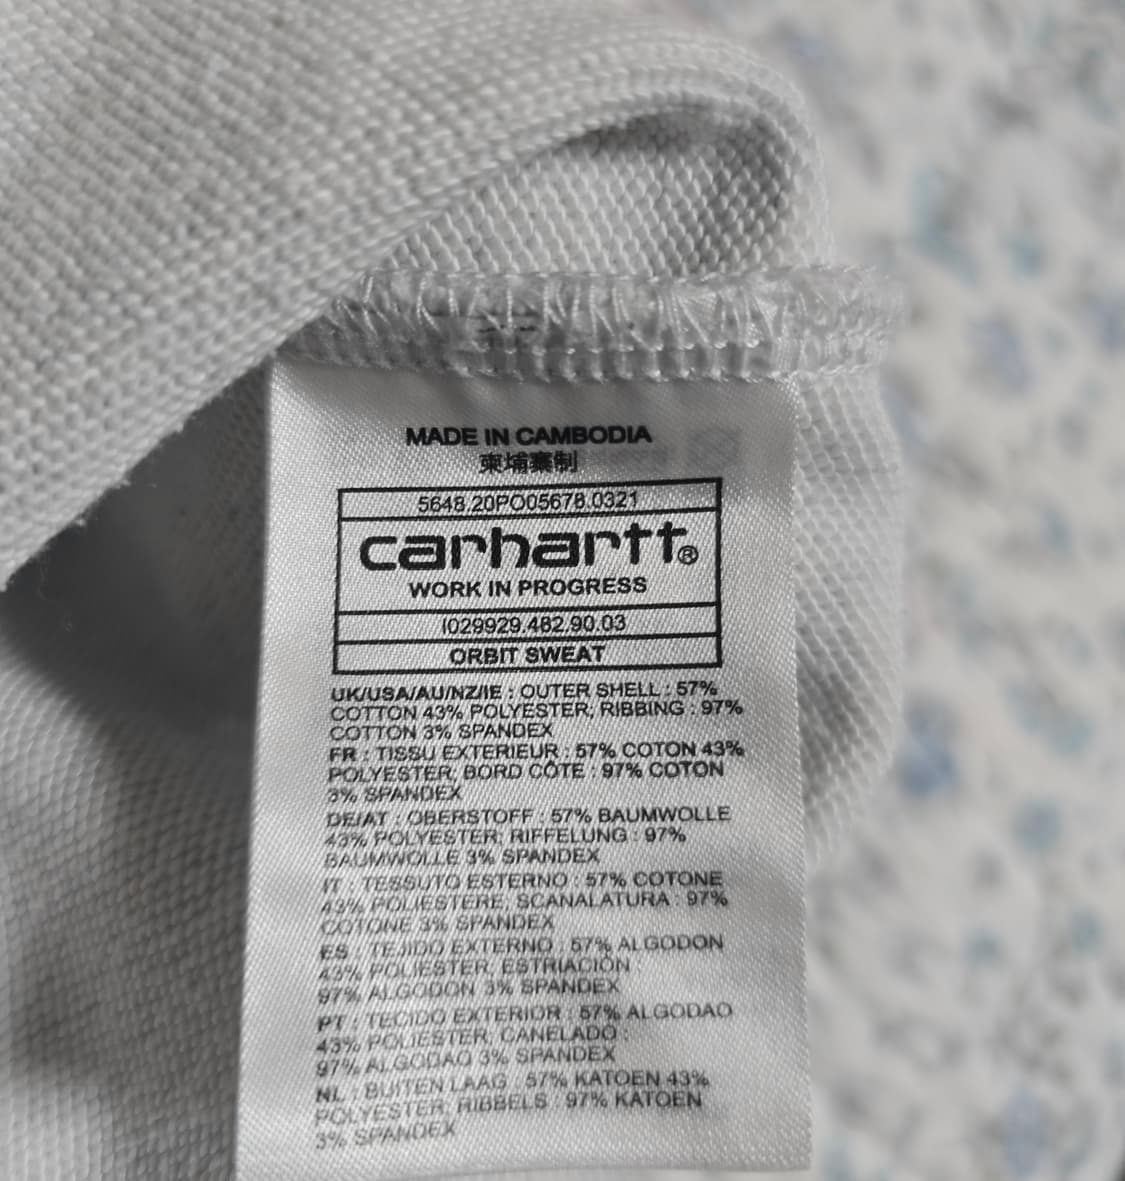 MADE IN CAMBODIA
柬埔寨制
5648.20PO05678.0321
carhartt®
WORK IN PROGRESS
I029929.482.90.03
ORBIT SWEAT
UK/USA/AU/NZ/IE : OUTER SHELL : 57%
COTTON 43% POLYESTER; RIBBING : 97%
COTTON 3% SPANDEX
FR : TISSU EXTERIEUR : 57% COTON 43%
POLYESTER; BORD CÔTE : 97% COTON
3% SPANDEX
DE/AT : OBERSTOFF : 57% BAUMWOLLE
43% POLYESTER; RIFFELUNG : 97%
BAUMWOLLE 3% SPANDEX
IT : TESSUTO ESTERNO : 57% COTONE
43% POLIESTERE, SCANALATURA : 97%
COTONE 3% SPANDEX
ES : TEJIDO EXTERNO : 57% ALGODON
43% POLIESTER; ESTRIACIÓN :
97% ALGODON 3% SPANDEX
PT : TECIDO EXTERIOR : 57% ALGODAO
43% POLIESTER; CANELADO :
97% ALGODAO 3% SPANDEX
NL : BUITEN LAAG : 57% KATOEN 43%
POLYESTER; RIBBELS : 97% KATOEN
3% SPANDEX